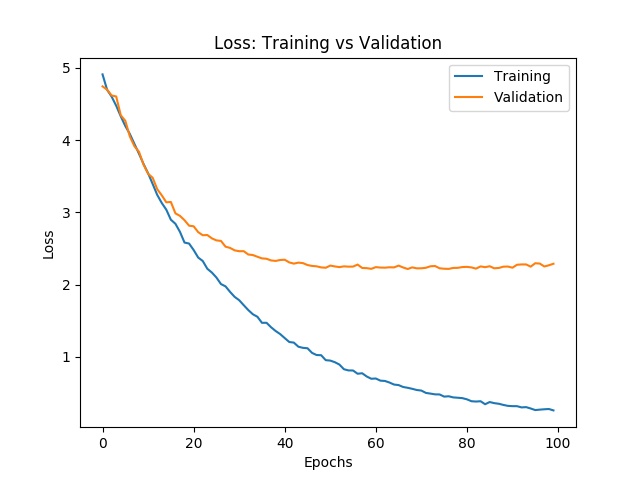 Loss: Training vs Validation
Training
Validation
5
4
3
2
1
Loss
0 20 40 60 80 100
Epochs